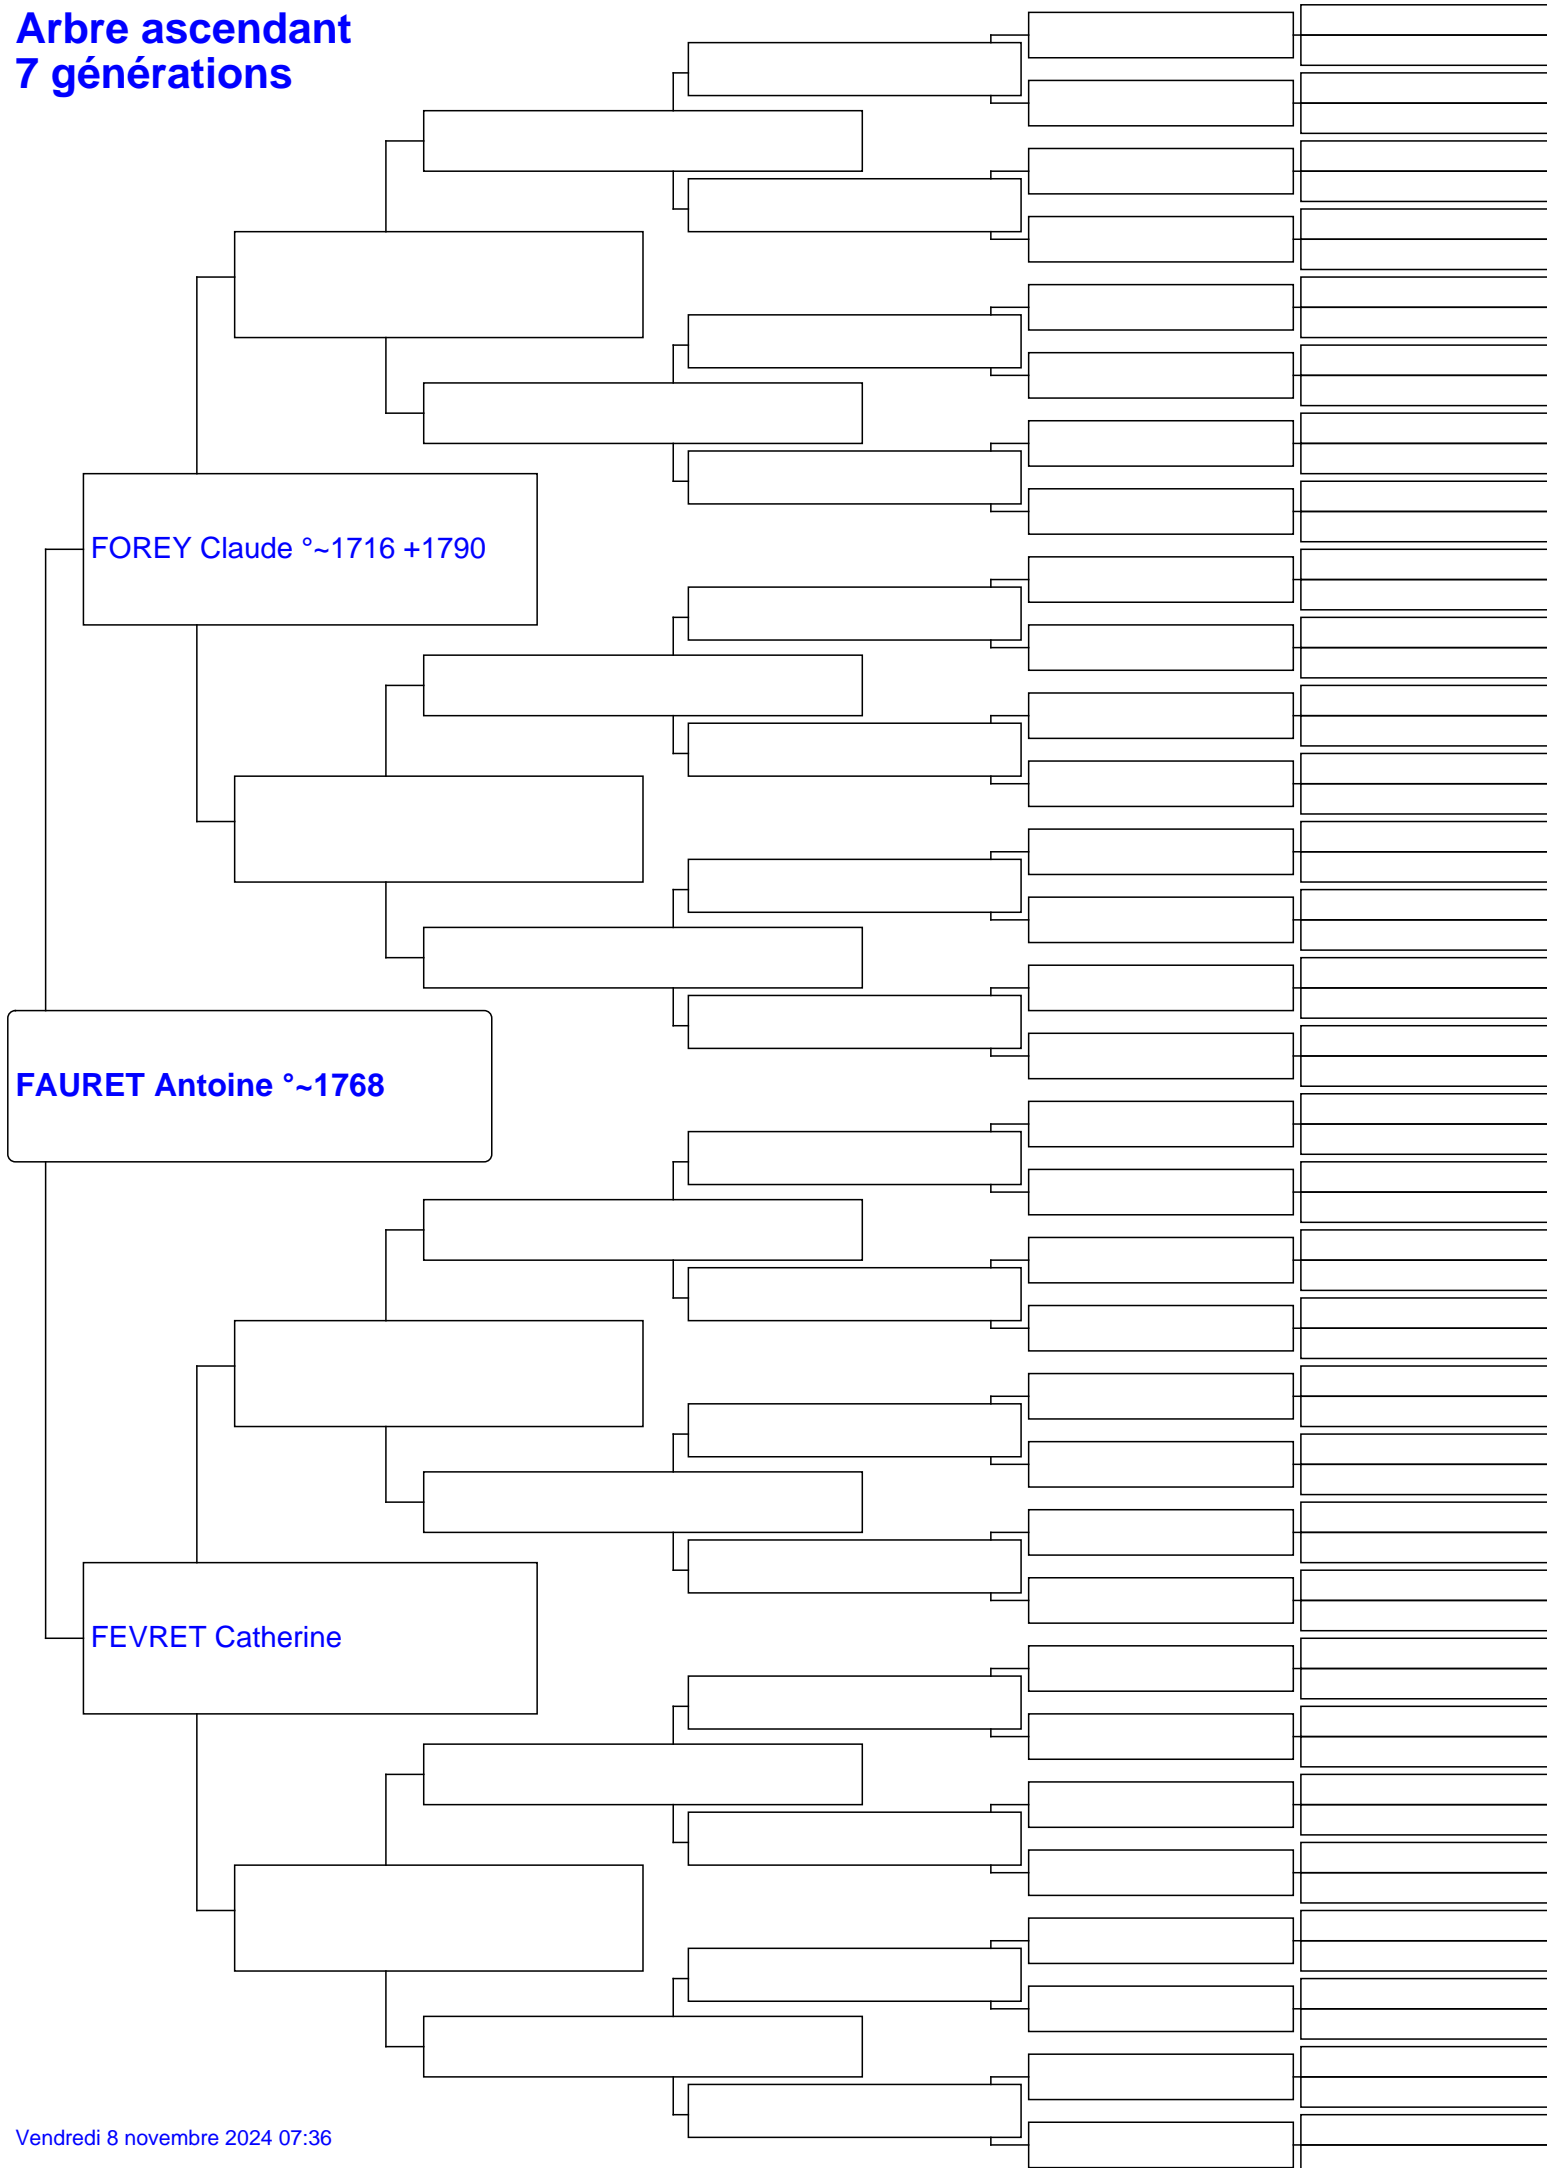 Arbre ascendant
7 générations
FOREY Claude °~1716 +1790
FAURET Antoine °~1768
FEVRET Catherine
Vendredi 8 novembre 2024 07:36